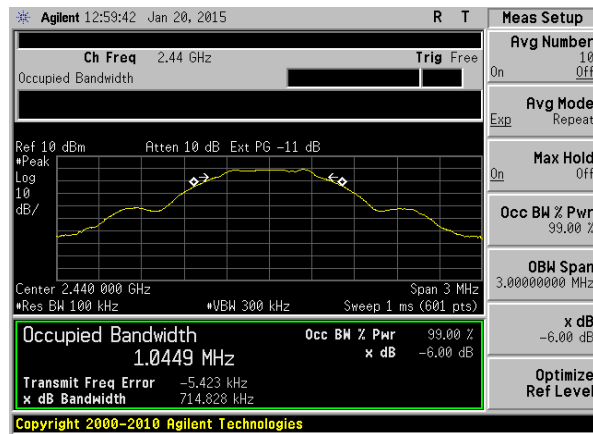 Agilent 12:59:42 Jan 20, 2015 R T
Ch Freq 2.44 GHz Trig Free
Occupied Bandwidth
Ref 10 dBm Atten 10 dB Ext PG -11 dB
#Peak
Log
10
dB/
Center 2.440 000 GHz Span 3 MHz
#Res BW 100 kHz #VBW 300 kHz Sweep 1 ms (601 pts)
Occupied Bandwidth Occ BW % Pwr 99.00 %
1.0449 MHz x dB -6.00 dB
Transmit Freq Error -5.423 kHz
x dB Bandwidth 714.828 kHz
Copyright 2000-2010 Agilent Technologies
Meas Setup
Avg Number
10
On Off
Avg Mode
Exp Repeat
Max Hold
On Off
Occ BW % Pwr
99.00 %
OBW Span
3.00000000 MHz
x dB
-6.00 dB
Optimize
Ref Level